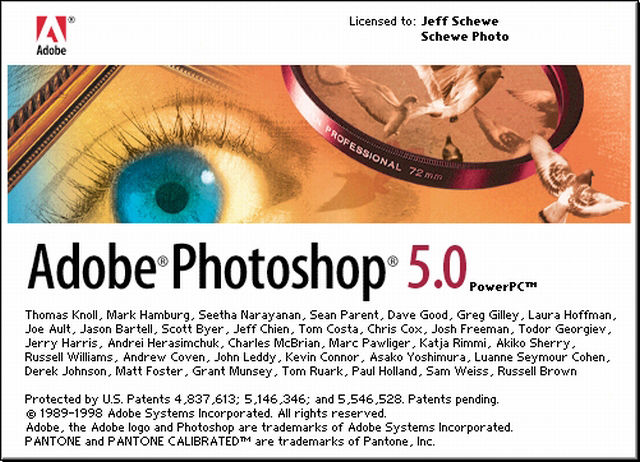 Adobe®
Licensed to: Jeff Schewe
Schewe Photo
PROFESSIONAL 72mm
Adobe® Photoshop® 5.0 PowerPC™
Thomas Knoll, Mark Hamburg, Seetha Narayanan, Sean Parent, Dave Good, Greg Gilley, Laura Hoffman,
Joe Ault, Jason Bartell, Scott Byer, Jeff Chien, Tom Costa, Chris Cox, Josh Freeman, Todor Georgiev,
Jerry Harris, Andrei Herasimchuk, Charles McBrian, Marc Pawliger, Katja Rimmi, Akiko Sherry,
Russell Williams, Andrew Coven, John Leddy, Kevin Connor, Asako Yoshimura, Luanne Seymour Cohen,
Derek Johnson, Matt Foster, Grant Munsey, Tom Ruark, Paul Holland, Sam Weiss, Russell Brown
Protected by U.S. Patents 4,837,613; 5,146,346; and 5,546,528. Patents pending.
© 1989-1998 Adobe Systems Incorporated. All rights reserved.
Adobe, the Adobe logo and Photoshop are trademarks of Adobe Systems Incorporated.
PANTONE and PANTONE CALIBRATED™ are trademarks of Pantone, Inc.